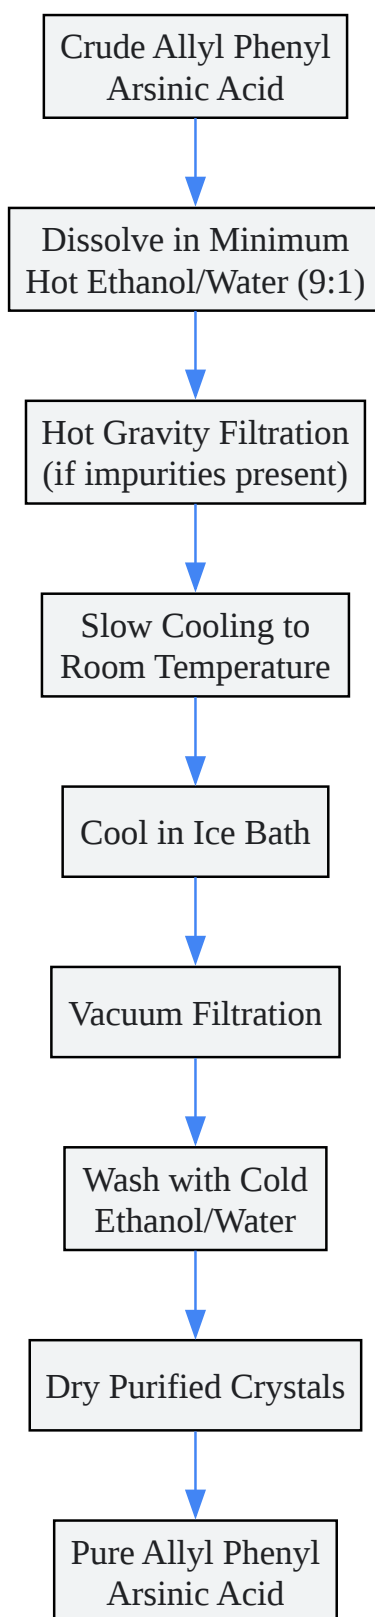 Crude Allyl Phenyl
Arsinic Acid
Dissolve in Minimum
Hot Ethanol/Water (9:1)
Hot Gravity Filtration
(if impurities present)
Slow Cooling to
Room Temperature
Cool in Ice Bath
Vacuum Filtration
Wash with Cold
Ethanol/Water
Dry Purified Crystals
Pure Allyl Phenyl
Arsinic Acid